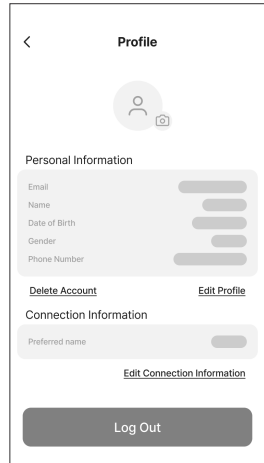 Profile
Personal Information
Email
Name
Date of Birth
Gender
Phone Number
Delete Account Edit Profile
Connection Information
Preferred name
Edit Connection Information
Log Out